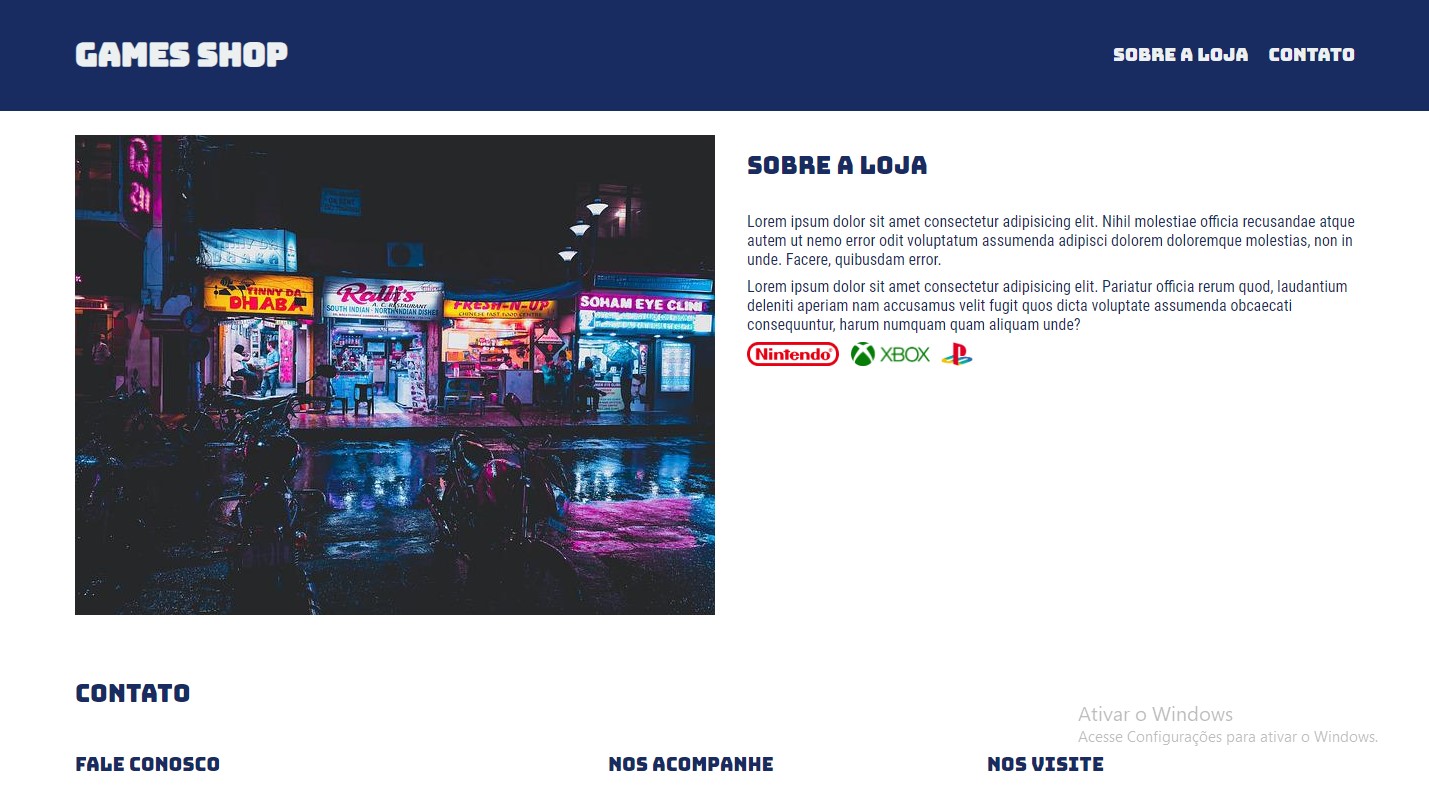 GAMES SHOP
SOBRE A LOJA CONTATO
VINNY DA
DHABA
Ralli's
A. C. RESTAURANT
SOUTH INDIAN · NORTH INDIAN DISHES
FRESH-N-UP
CHINESE FAST FOOD CENTRE
SOHAM EYE CLINIC
SOBRE A LOJA
Lorem ipsum dolor sit amet consectetur adipisicing elit. Nihil molestiae officia recusandae atque
autem ut nemo error odit voluptatum assumenda adipisci dolorem doloremque molestias, non in
unde. Facere, quibusdam error.
Lorem ipsum dolor sit amet consectetur adipisicing elit. Pariatur officia rerum quod, laudantium
deleniti aperiam nam accusamus velit fugit quos dicta voluptate assumenda obcaecati
consequuntur, harum numquam quam aliquam unde?
Nintendo XBOX
CONTATO
Ativar o Windows
Acesse Configurações para ativar o Windows.
FALE CONOSCO NOS ACOMPANHE NOS VISITE